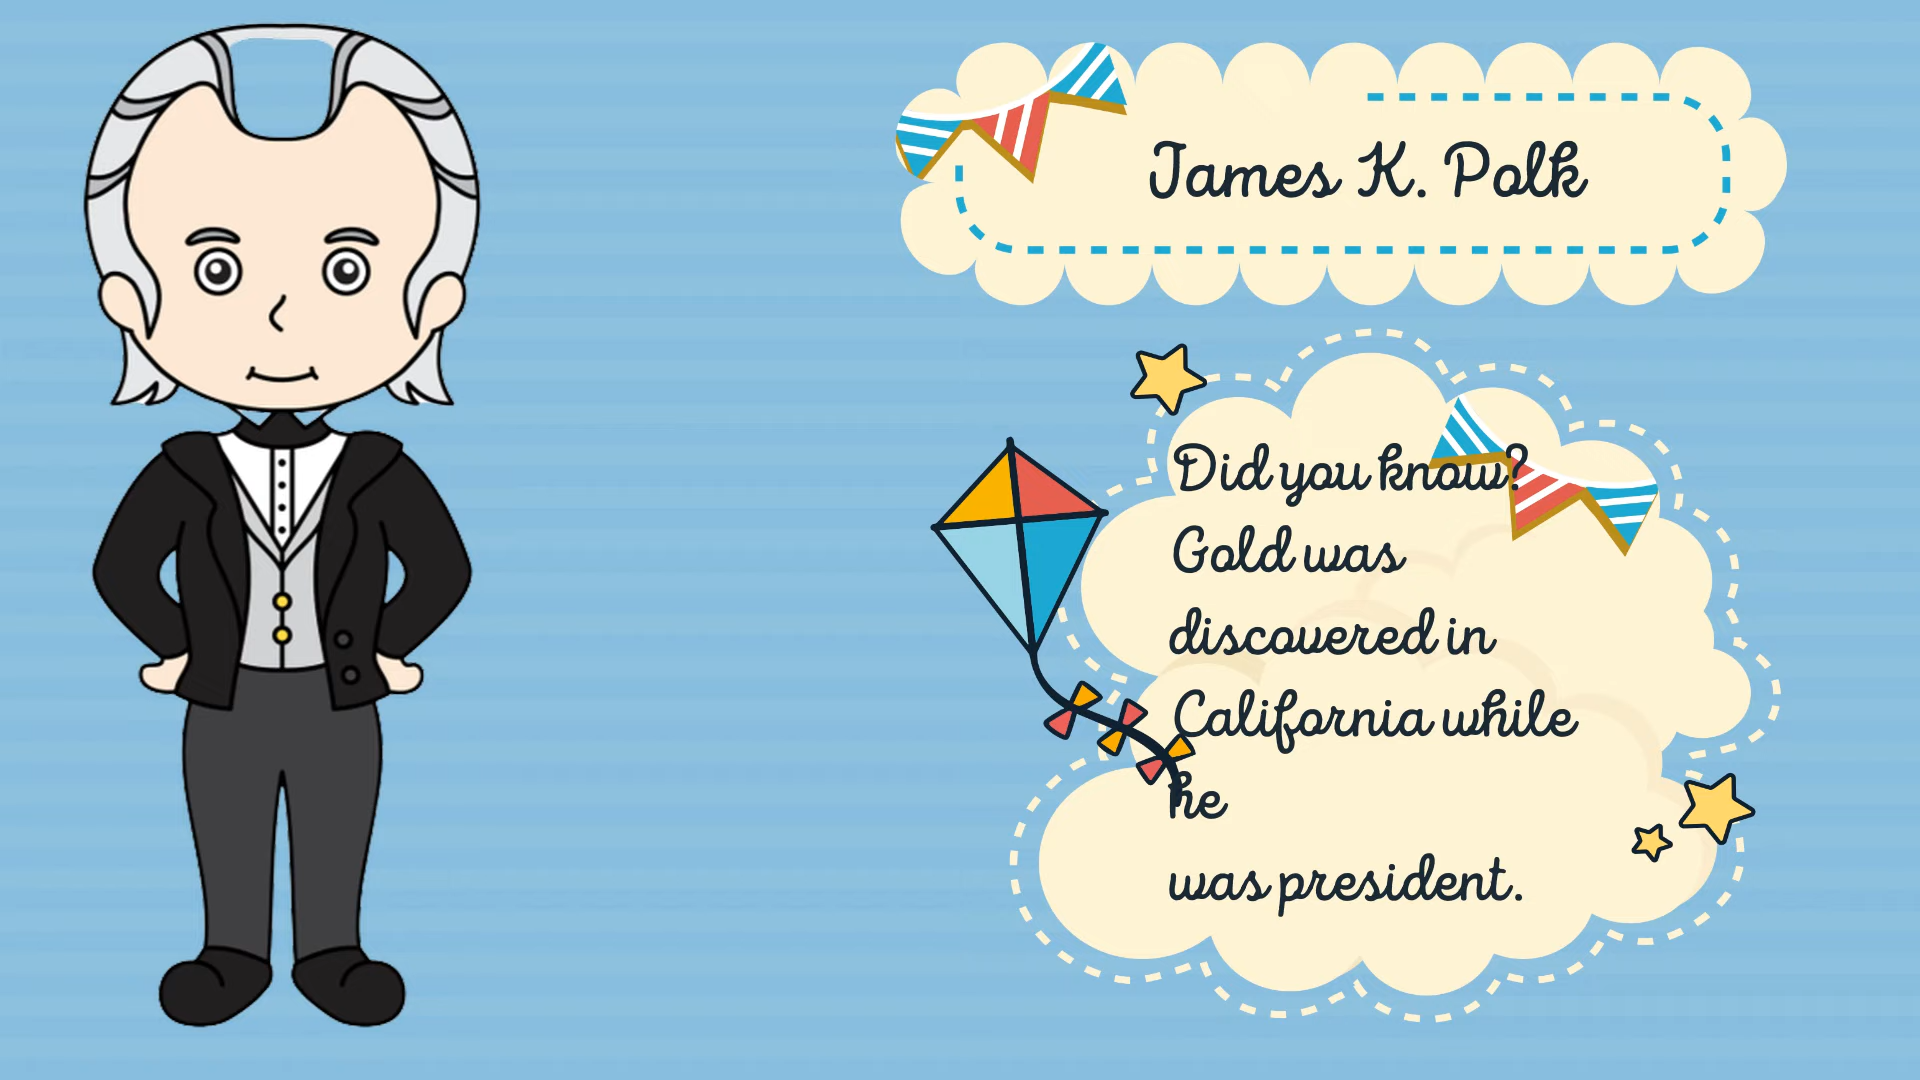 James K. Polk
Did you know?
Gold was
discovered in
California while
he
was president.